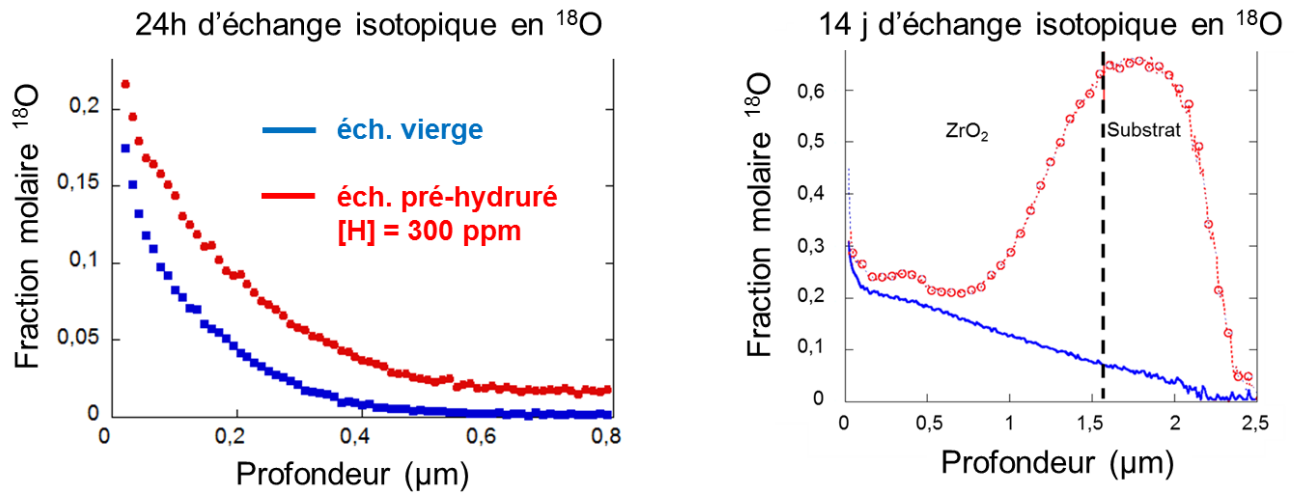 24h d'échange isotopique en ¹⁸O
Fraction molaire ¹⁸O
0,2
0,15
0,1
0,05
0
éch. vierge
éch. pré-hydruré
[H] = 300 ppm
0
0,2
0,4
0,6
0,8
Profondeur (µm)
14 j d'échange isotopique en ¹⁸O
Fraction molaire ¹⁸O
0,6
0,5
0,4
0,3
0,2
0,1
0
ZrO₂
Substrat
0
0,5
1
1,5
2
2,5
Profondeur (µm)